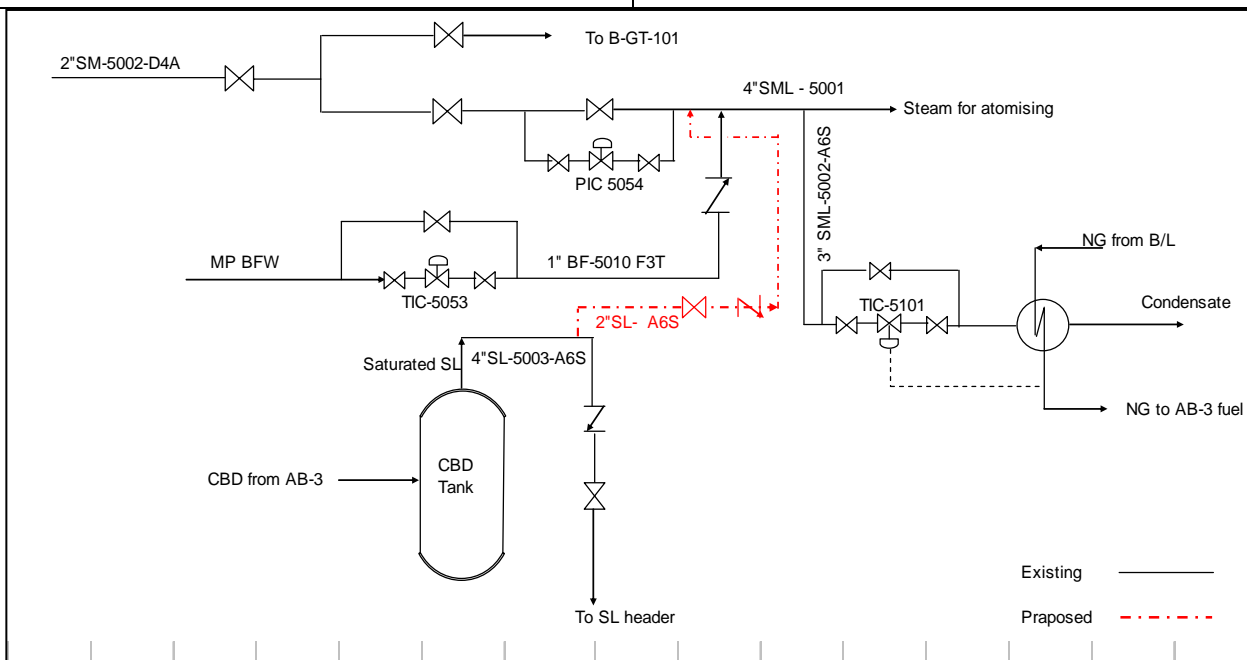 To B-GT-101
2"SM-5002-D4A
4"SML - 5001
Steam for atomising
PIC 5054
3" SML-5002-A6S
NG from B/L
MP BFW
1" BF-5010 F3T
TIC-5053
TIC-5101
Condensate
2"SL- A6S
Saturated SL
4"SL-5003-A6S
NG to AB-3 fuel
CBD from AB-3
CBD
Tank
Existing
To SL header
Praposed